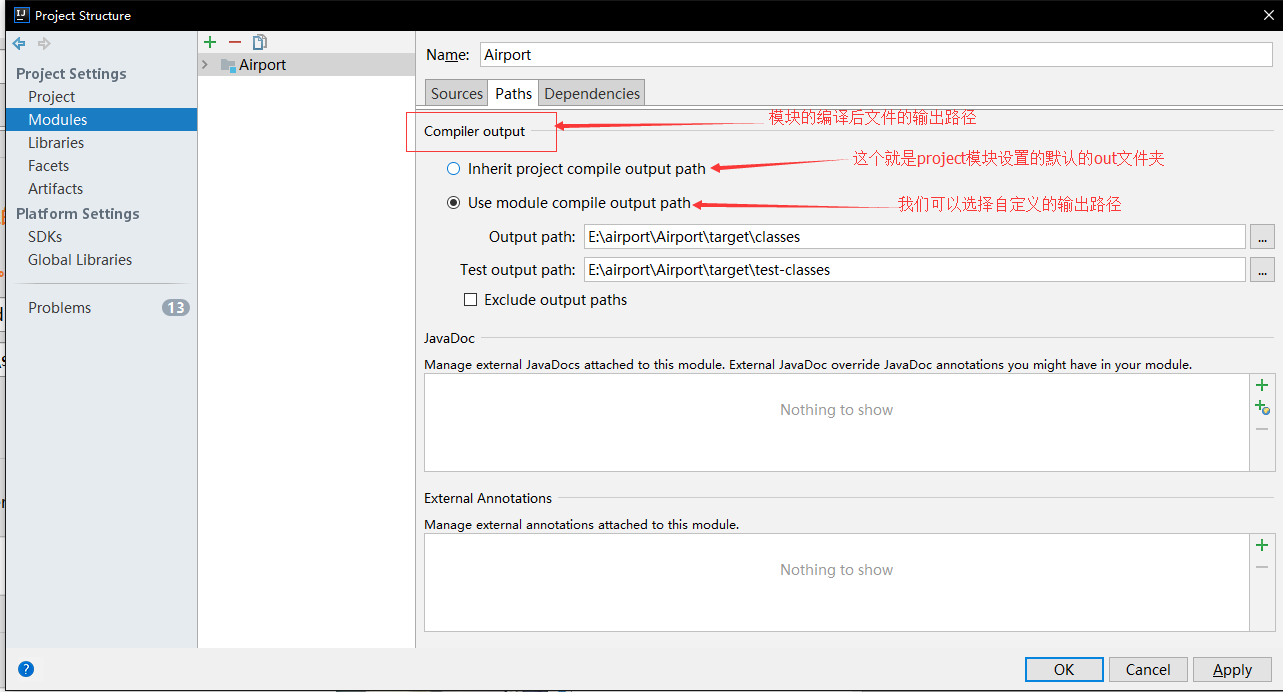 Project Structure
Project Settings
Project
Modules
Libraries
Facets
Artifacts
Platform Settings
SDKs
Global Libraries
Problems 13
Airport
Name: Airport
Sources Paths Dependencies
Compiler output
模块的编译后文件的输出路径
Inherit project compile output path
这个就是project模块设置的默认的out文件夹
Use module compile output path
我们可以选择自定义的输出路径
Output path: E:\airport\Airport\target\classes ...
Test output path: E:\airport\Airport\target\test-classes ...
Exclude output paths
JavaDoc
Manage external JavaDocs attached to this module. External JavaDoc override JavaDoc annotations you might have in your module.
Nothing to show
External Annotations
Manage external annotations attached to this module.
Nothing to show
?
OK Cancel Apply